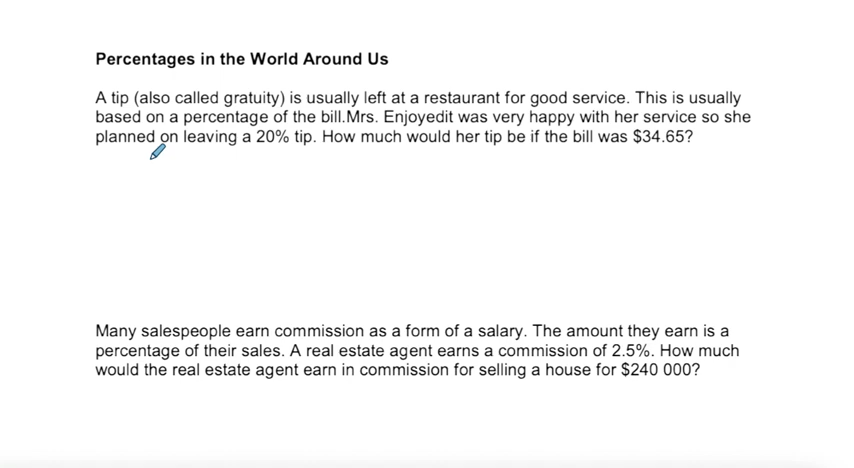 Percentages in the World Around Us
A tip (also called gratuity) is usually left at a restaurant for good service. This is usually
based on a percentage of the bill.Mrs. Enjoyedit was very happy with her service so she
planned on leaving a 20% tip. How much would her tip be if the bill was $34.65?
Many salespeople earn commission as a form of a salary. The amount they earn is a
percentage of their sales. A real estate agent earns a commission of 2.5%. How much
would the real estate agent earn in commission for selling a house for $240 000?